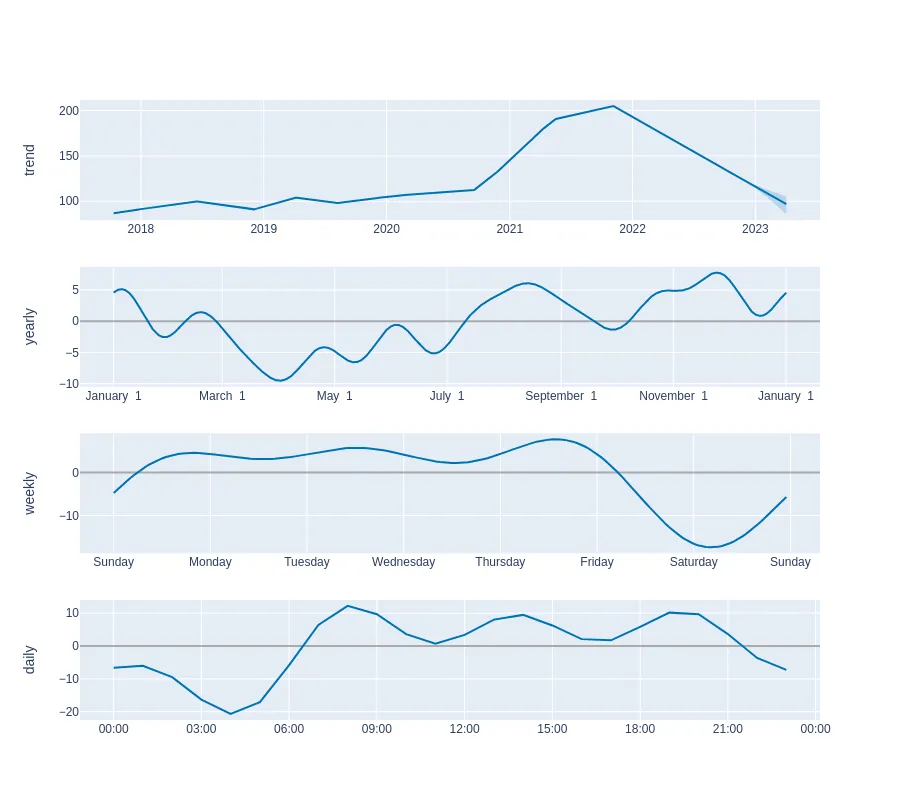 trend
200
150
100
2018 2019 2020 2021 2022 2023
yearly
5
0
−5
−10
January 1 March 1 May 1 July 1 September 1 November 1 January 1
weekly
0
−10
Sunday Monday Tuesday Wednesday Thursday Friday Saturday Sunday
daily
10
0
−10
−20
00:00 03:00 06:00 09:00 12:00 15:00 18:00 21:00 00:00